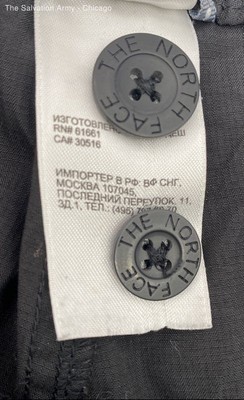 The Salvation Army - Chicago
THE NORTH FACE
ИЗГОТОВЛЕНО
RN# 61661
CA# 30516
ИМПОРТЕР В РФ: ВФ СНГ,
МОСКВА 107045,
ПОСЛЕДНИЙ ПЕРЕУЛОК, 11,
ЗД.1, ТЕЛ.: (495)
THE NORTH FACE